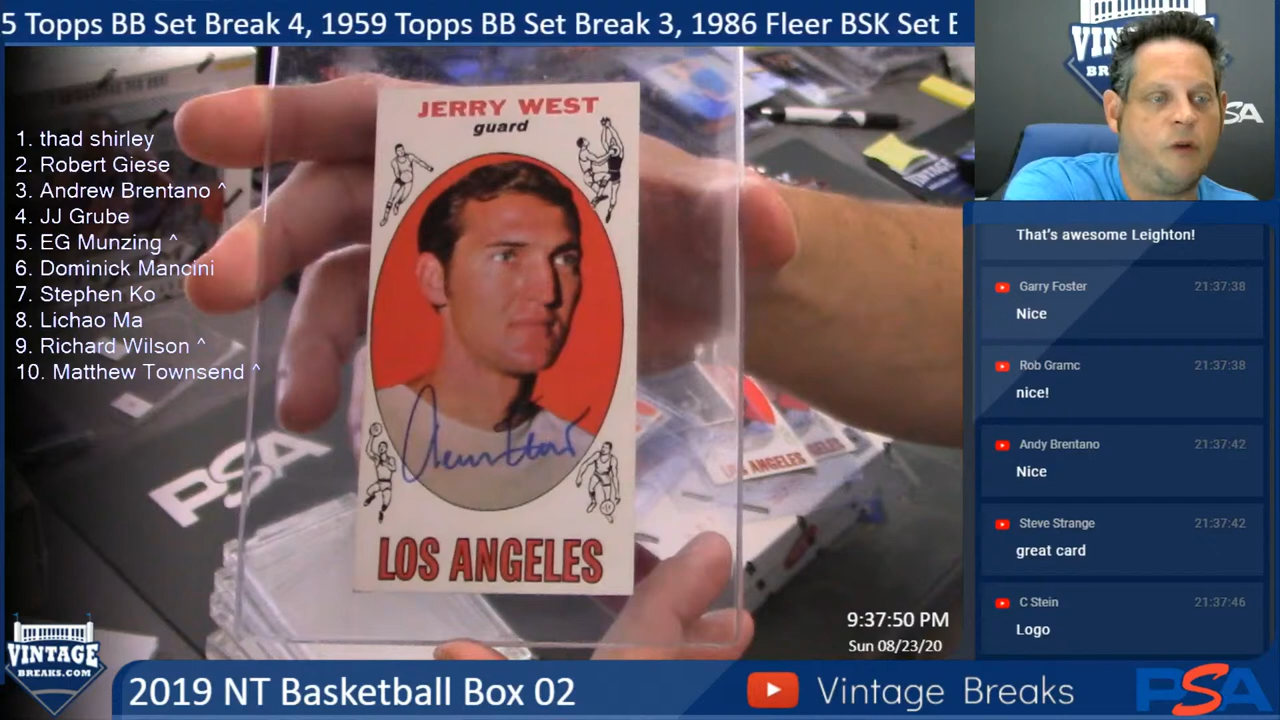 5 Topps BB Set Break 4, 1959 Topps BB Set Break 3, 1986 Fleer BSK Set
1. thad shirley
2. Robert Giese
3. Andrew Brentano ^
4. JJ Grube
5. EG Munzing ^
6. Dominick Mancini
7. Stephen Ko
8. Lichao Ma
9. Richard Wilson ^
10. Matthew Townsend ^
JERRY WEST
guard
LOS ANGELES
LOS ANGELES
PSA
PSA
That's awesome Leighton!
Garry Foster 21:37:38
Nice
Rob Gramc 21:37:38
nice!
Andy Brentano 21:37:42
Nice
Steve Strange 21:37:42
great card
C Stein 21:37:46
Logo
9:37:50 PM
Sun 08/23/20
VINTAGE
BREAKS.COM
2019 NT Basketball Box 02
Vintage Breaks
PSA